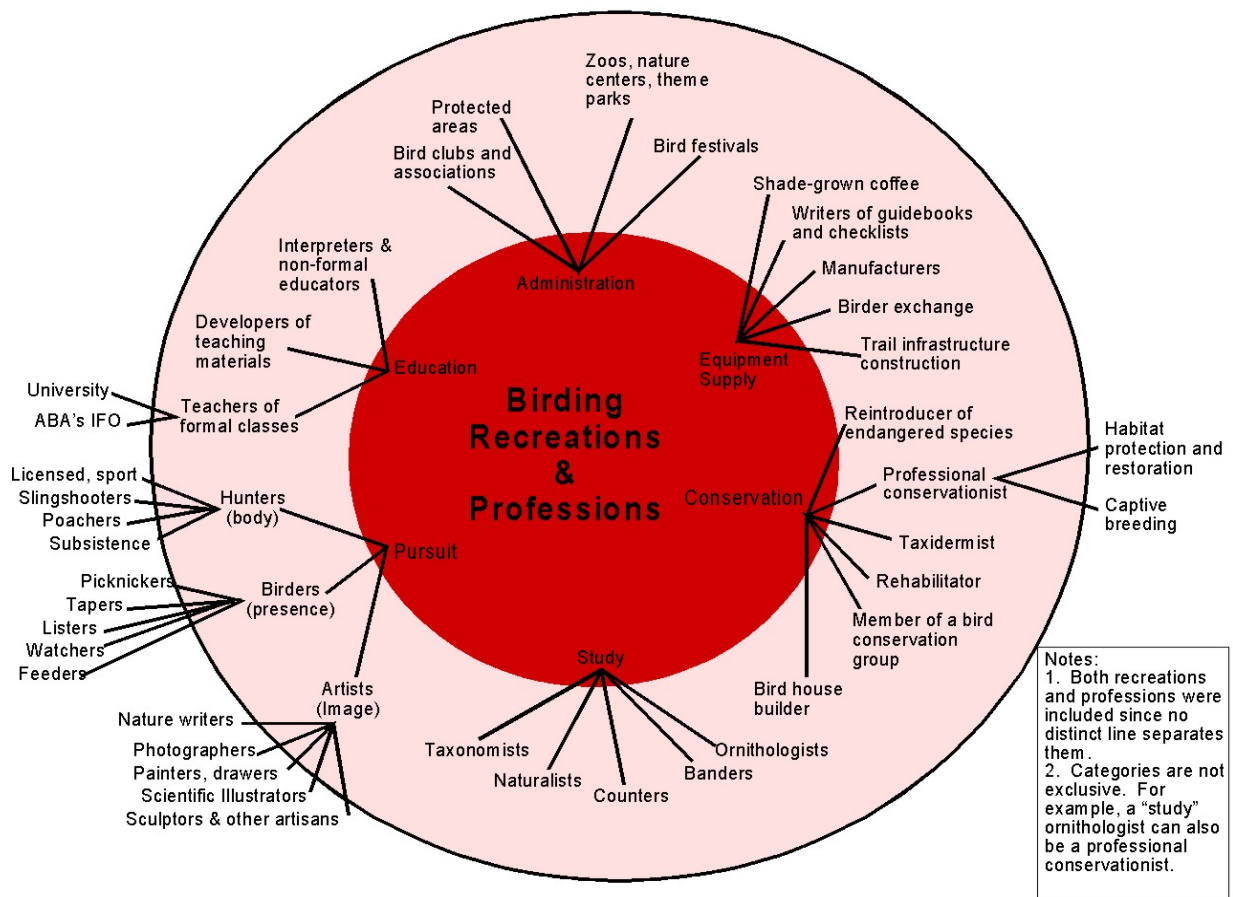 Zoos, nature
centers, theme
parks
Protected
areas
Bird clubs and
associations
Bird festivals
Shade-grown coffee
Writers of guidebooks
and checklists
Manufacturers
Birder exchange
Trail infrastructure
construction
Interpreters &
non-formal
educators
Developers of
teaching
materials
University
ABA's IFO
Teachers of
formal classes
Administration
Education
Equipment
Supply
Birding
Recreations
&
Professions
Reintroducer of
endangered species
Professional
conservationist
Habitat
protection and
restoration
Captive
breeding
Conservation
Taxidermist
Rehabilitator
Member of a bird
conservation
group
Bird house
builder
Licensed, sport
Slingshooters
Poachers
Subsistence
Hunters
(body)
Pursuit
Picknickers
Tapers
Listers
Watchers
Feeders
Birders
(presence)
Artists
(Image)
Nature writers
Photographers
Painters, drawers
Scientific Illustrators
Sculptors & other artisans
Study
Taxonomists
Naturalists
Counters
Banders
Ornithologists
Notes:
1. Both recreations
and professions were
included since no
distinct line separates
them.
2. Categories are not
exclusive. For
example, a “study”
ornithologist can also
be a professional
conservationist.